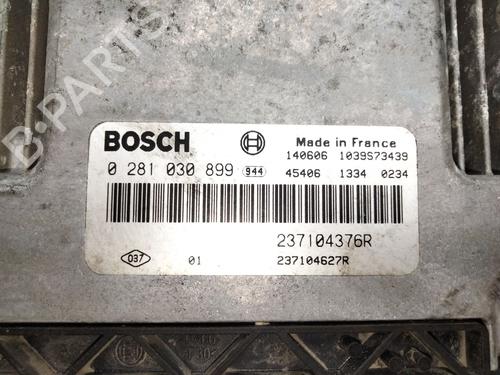 B-PARTS
BOSCH
Made in France
140606 1039S73439
0 281 030 899 944
45406 1334 0234
237104376R
037 01 237104627R